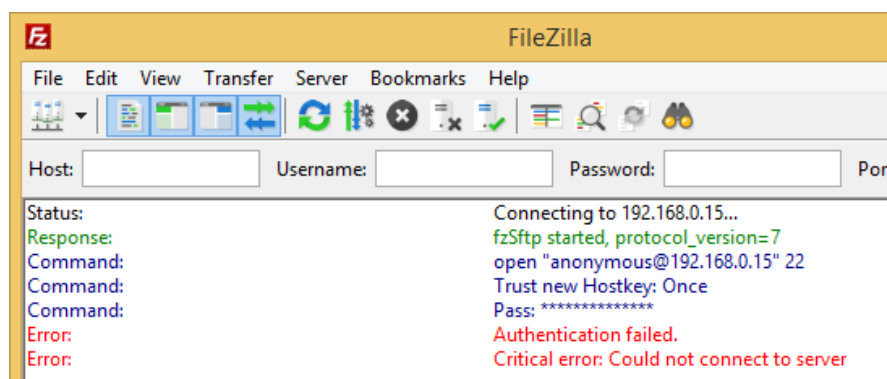 Fz FileZilla
File Edit View Transfer Server Bookmarks Help
Host: Username: Password: Por
Status: Connecting to 192.168.0.15...
Response: fzSftp started, protocol_version=7
Command: open "anonymous@192.168.0.15" 22
Command: Trust new Hostkey: Once
Command: Pass: **************
Error: Authentication failed.
Error: Critical error: Could not connect to server